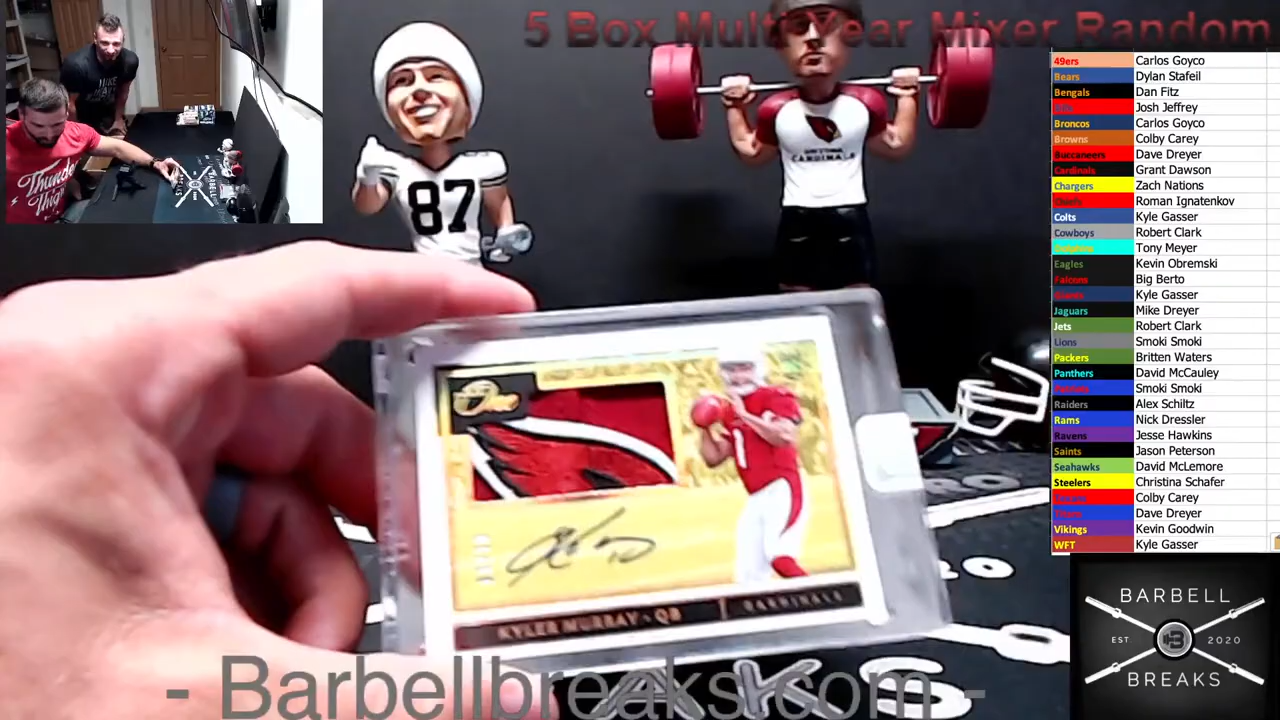 5 Box Multi Year Mixer Random
49ers Carlos Goyco
Bears Dylan Stafeil
Bengals Dan Fitz
Josh Jeffrey
Broncos Carlos Goyco
Browns Colby Carey
Buccaneers Dave Dreyer
Cardinals Grant Dawson
Chargers Zach Nations
Chiefs Roman Ignatenkov
Colts Kyle Gasser
Cowboys Robert Clark
Dolphins Tony Meyer
Eagles Kevin Obremski
Falcons Big Berto
Giants Kyle Gasser
Jaguars Mike Dreyer
Jets Robert Clark
Lions Smoki Smoki
Packers Britten Waters
Panthers David McCauley
Patriots Smoki Smoki
Raiders Alex Schiltz
Rams Nick Dressler
Ravens Jesse Hawkins
Saints Jason Peterson
Seahawks David McLemore
Steelers Christina Schafer
Texans Colby Carey
Titans Dave Dreyer
Vikings Kevin Goodwin
WFT Kyle Gasser
87
CARDINALS
Thunder
Thighs
BARBELL
One
1
KYLER MURRAY · QB
CARDINALS
BARBELL
EST 2020
BREAKS
- Barbellbreaks.com -